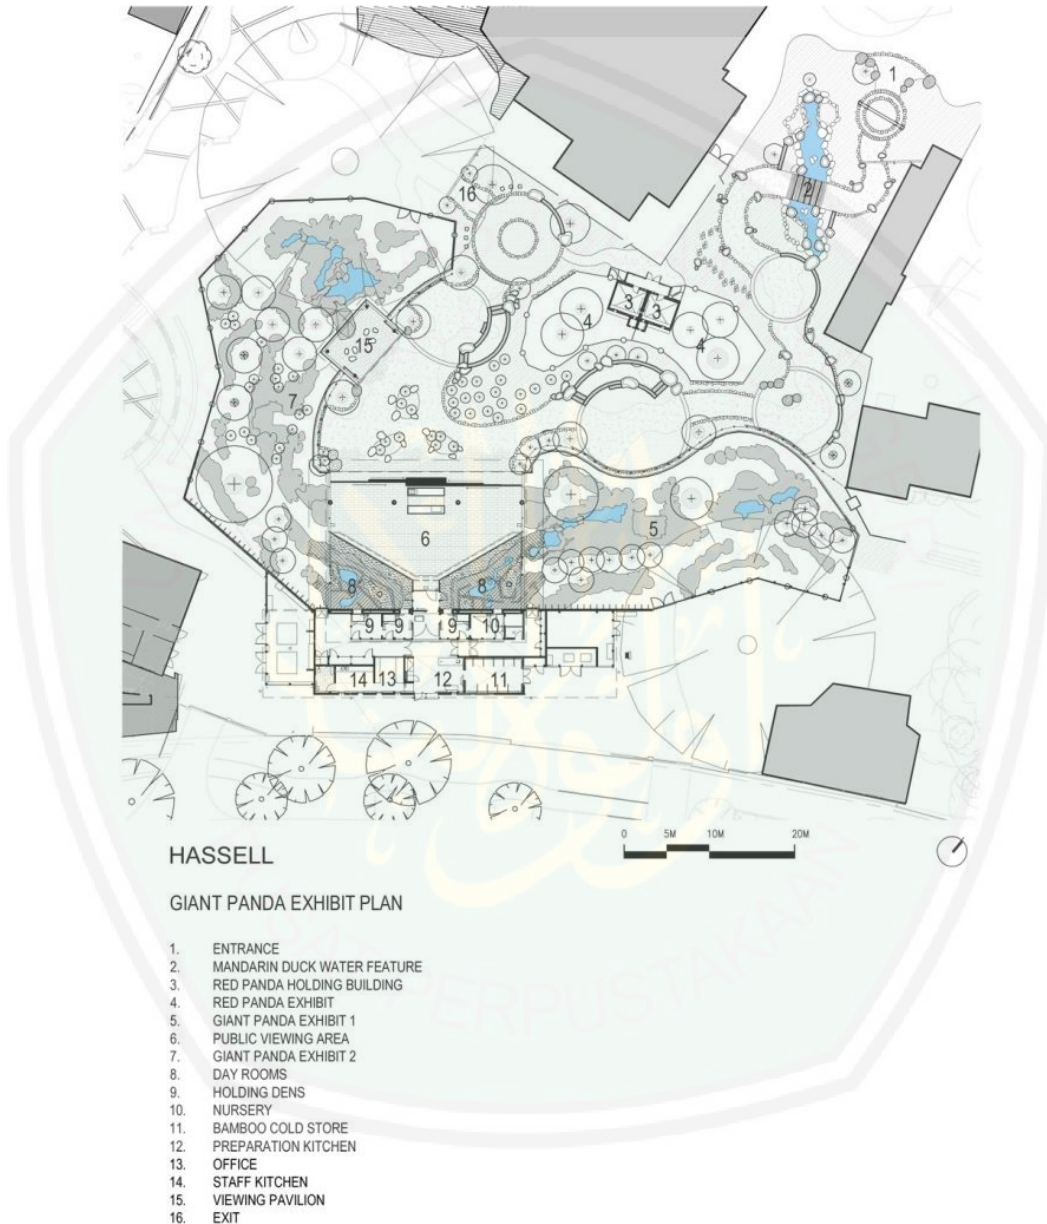 1
2
16
3 3
4
4
15
7
6
5
8 8
9 9 9 10
14 13 12 11
0 5M 10M 20M
HASSELL
GIANT PANDA EXHIBIT PLAN
1. ENTRANCE
2. MANDARIN DUCK WATER FEATURE
3. RED PANDA HOLDING BUILDING
4. RED PANDA EXHIBIT
5. GIANT PANDA EXHIBIT 1
6. PUBLIC VIEWING AREA
7. GIANT PANDA EXHIBIT 2
8. DAY ROOMS
9. HOLDING DENS
10. NURSERY
11. BAMBOO COLD STORE
12. PREPARATION KITCHEN
13. OFFICE
14. STAFF KITCHEN
15. VIEWING PAVILION
16. EXIT
PERPUSTAKAAN